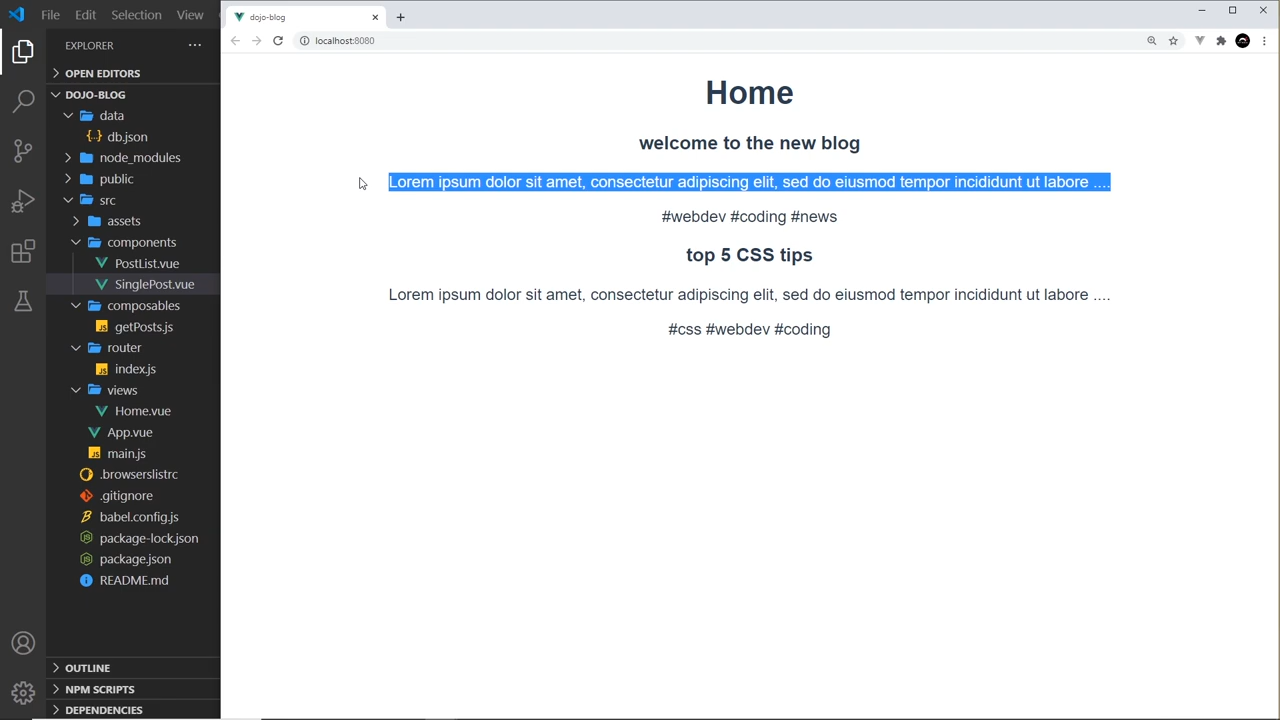 File Edit Selection View
dojo-blog
localhost:8080
EXPLORER
OPEN EDITORS
DOJO-BLOG
data
{..} db.json
node_modules
public
src
assets
components
PostList.vue
SinglePost.vue
composables
JS getPosts.js
router
JS index.js
views
Home.vue
App.vue
JS main.js
.browserslistrc
.gitignore
babel.config.js
package-lock.json
package.json
README.md
OUTLINE
NPM SCRIPTS
DEPENDENCIES
Home
welcome to the new blog
Lorem ipsum dolor sit amet, consectetur adipiscing elit, sed do eiusmod tempor incididunt ut labore ....
#webdev #coding #news
top 5 CSS tips
Lorem ipsum dolor sit amet, consectetur adipiscing elit, sed do eiusmod tempor incididunt ut labore ....
#css #webdev #coding